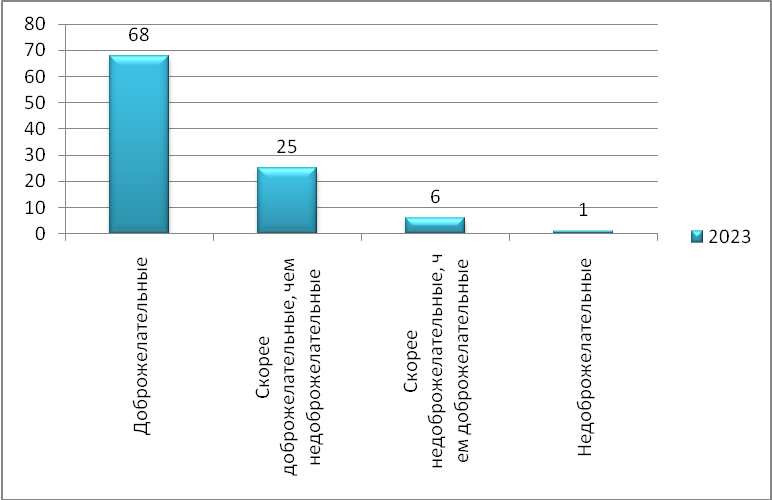 80
70
60
50
40
30
20
10
0
68
25
6
1
Доброжелательные
Скорее
доброжелательные, чем
недоброжелательные
Скорее
недоброжелательные, ч
ем доброжелательные
Недоброжелательные
2023